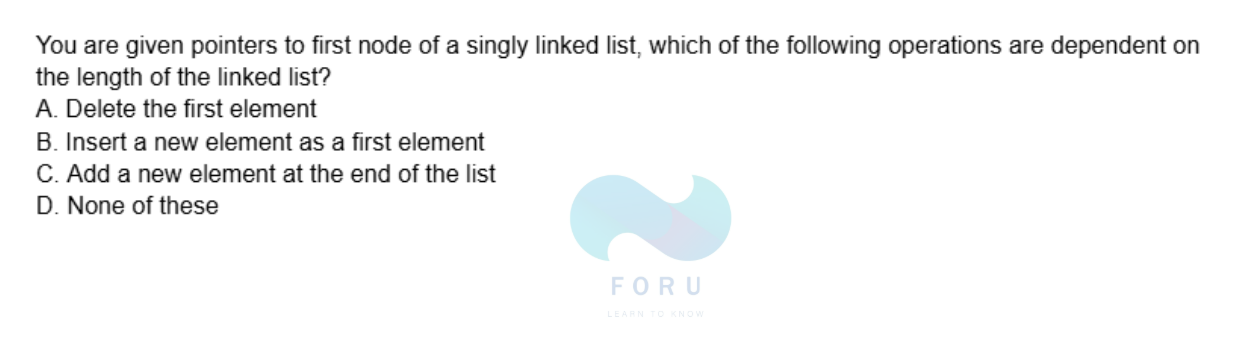 You are given pointers to first node of a singly linked list, which of the following operations are dependent on
the length of the linked list?
A. Delete the first element
B. Insert a new element as a first element
C. Add a new element at the end of the list
D. None of these
FORU
LEARN TO KNOW